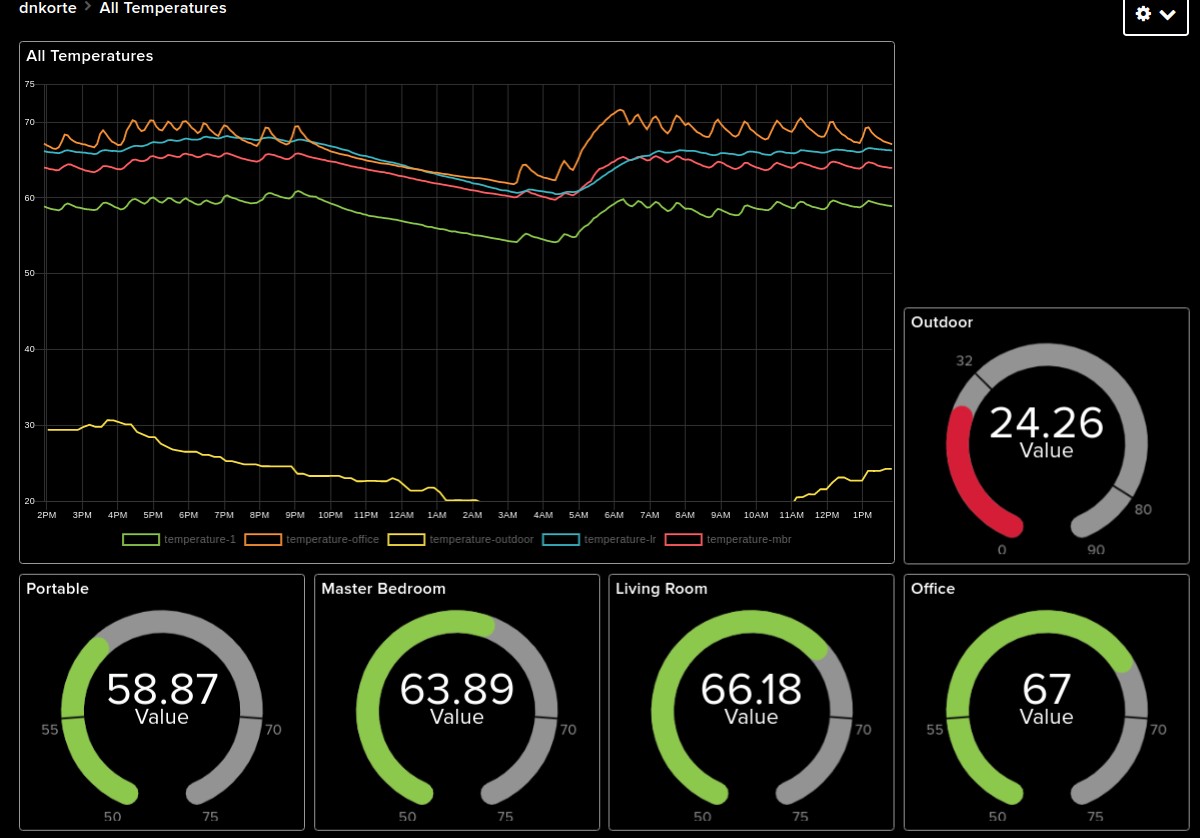 dnkorte > All Temperatures
All Temperatures
75
70
60
50
40
30
20
2PM 3PM 4PM 5PM 6PM 7PM 8PM 9PM 10PM 11PM 12AM 1AM 2AM 3AM 4AM 5AM 6AM 7AM 8AM 9AM 10AM 11AM 12PM 1PM
temperature-1 temperature-office temperature-outdoor temperature-lr temperature-mbr
Outdoor
32
24.26
Value
80
0 90
Portable
58.87
Value
55 70
50 75
Master Bedroom
63.89
Value
70
50 75
Living Room
66.18
Value
70
50 75
Office
67
Value
55 70
50 75